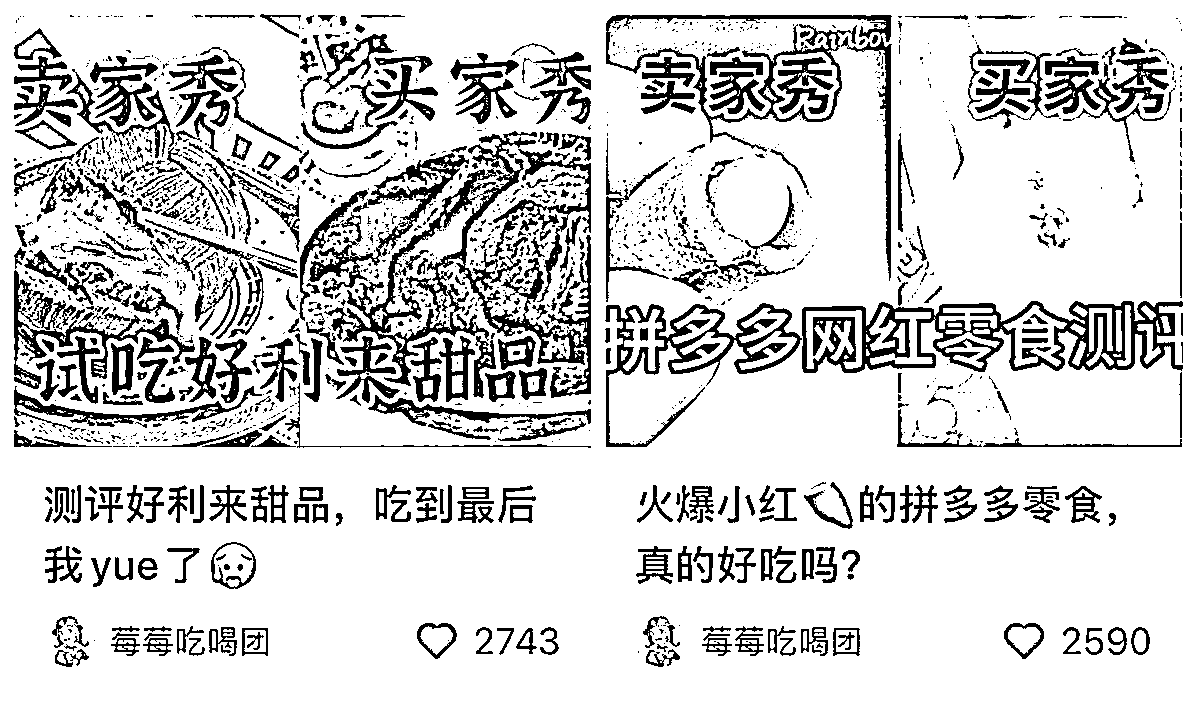 卖家秀
买家秀
试吃好利来甜品
测评好利来甜品，吃到最后
我yue了😥
莓莓吃喝团
2743
Rainbow
卖家秀
买家秀
拼多多网红零食测评
火爆小红🍠的拼多多零食，
真的好吃吗？
莓莓吃喝团
2590